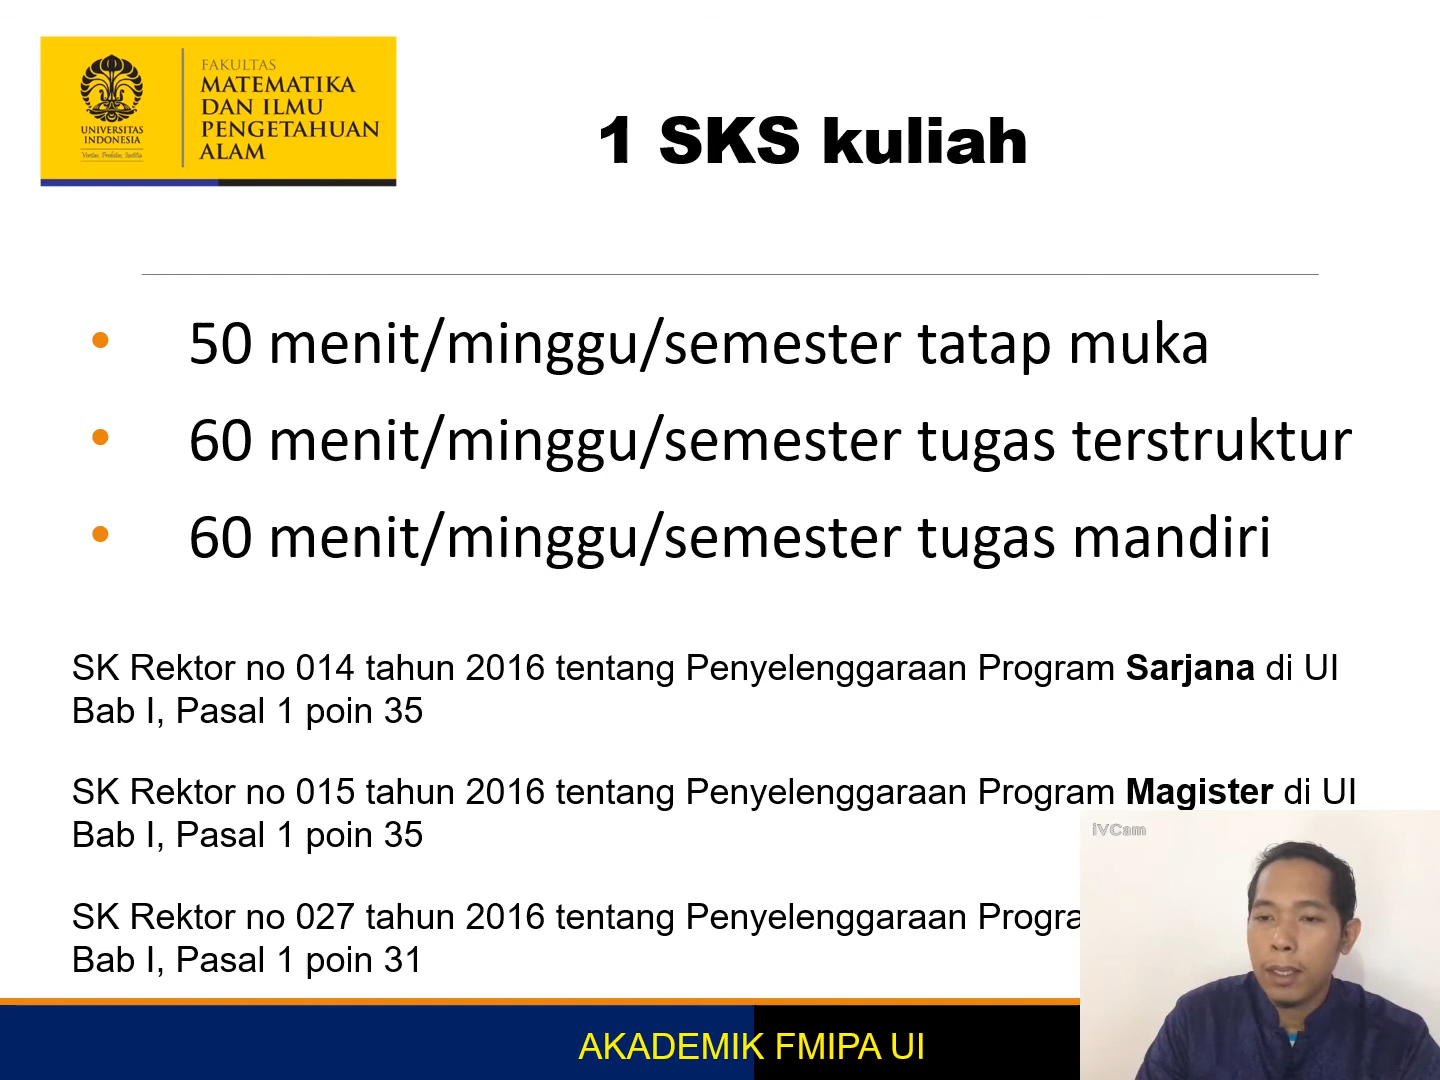 FAKULTAS
MATEMATIKA
DAN ILMU
PENGETAHUAN
ALAM
UNIVERSITAS
INDONESIA
Veritas, Probitas, Iustitia
1 SKS kuliah
• 50 menit/minggu/semester tatap muka
• 60 menit/minggu/semester tugas terstruktur
• 60 menit/minggu/semester tugas mandiri
SK Rektor no 014 tahun 2016 tentang Penyelenggaraan Program Sarjana di UI
Bab I, Pasal 1 poin 35
SK Rektor no 015 tahun 2016 tentang Penyelenggaraan Program Magister di UI
Bab I, Pasal 1 poin 35
iVCam
SK Rektor no 027 tahun 2016 tentang Penyelenggaraan Progra
Bab I, Pasal 1 poin 31
AKADEMIK FMIPA UI